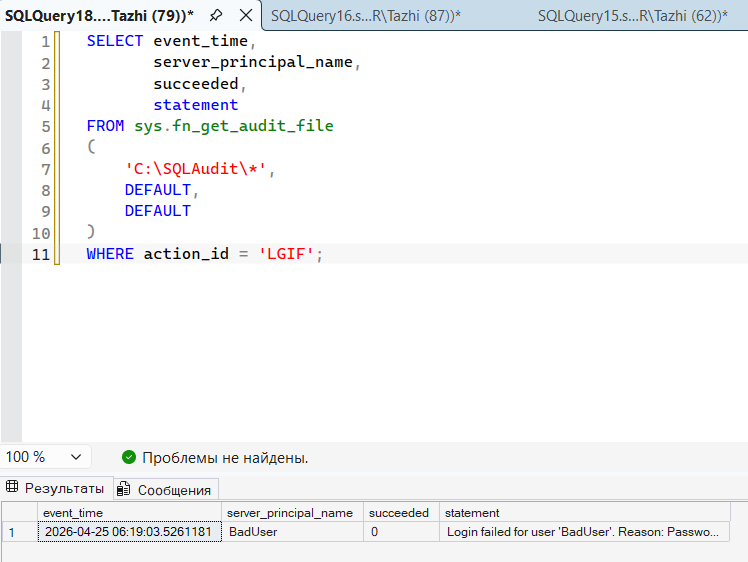 SQLQuery18....Tazhi (79))* SQLQuery16.s...R\Tazhi (87))* SQLQuery15.s...R\Tazhi (62))*
1 SELECT event_time,
2 server_principal_name,
3 succeeded,
4 statement
5 FROM sys.fn_get_audit_file
6 (
7 'C:\SQLAudit\*',
8 DEFAULT,
9 DEFAULT
10 )
11 WHERE action_id = 'LGIF';
100 % Проблемы не найдены.
Результаты Сообщения
event_time server_principal_name succeeded statement
1 2026-04-25 06:19:03.5261181 BadUser 0 Login failed for user 'BadUser'. Reason: Passwo...